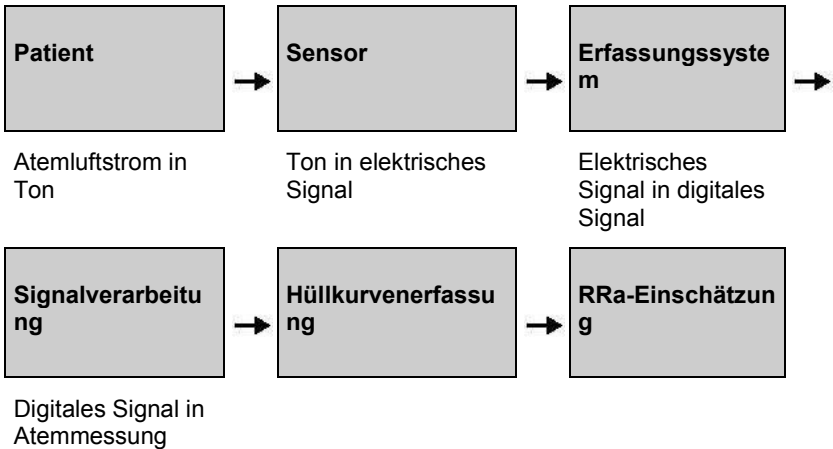 Patient
Sensor
Erfassungssyste
m
Atemluftstrom in
Ton
Ton in elektrisches
Signal
Elektrisches
Signal in digitales
Signal
Signalverarbeitu
ng
Hüllkurvenerfassu
ng
RRa-Einschätzun
g
Digitales Signal in
Atemmessung